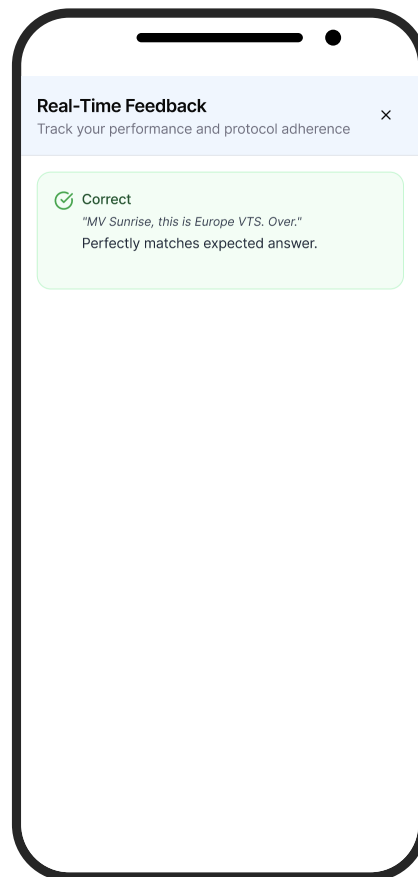 Real-Time Feedback
Track your performance and protocol adherence
Correct
"MV Sunrise, this is Europe VTS. Over."
Perfectly matches expected answer.